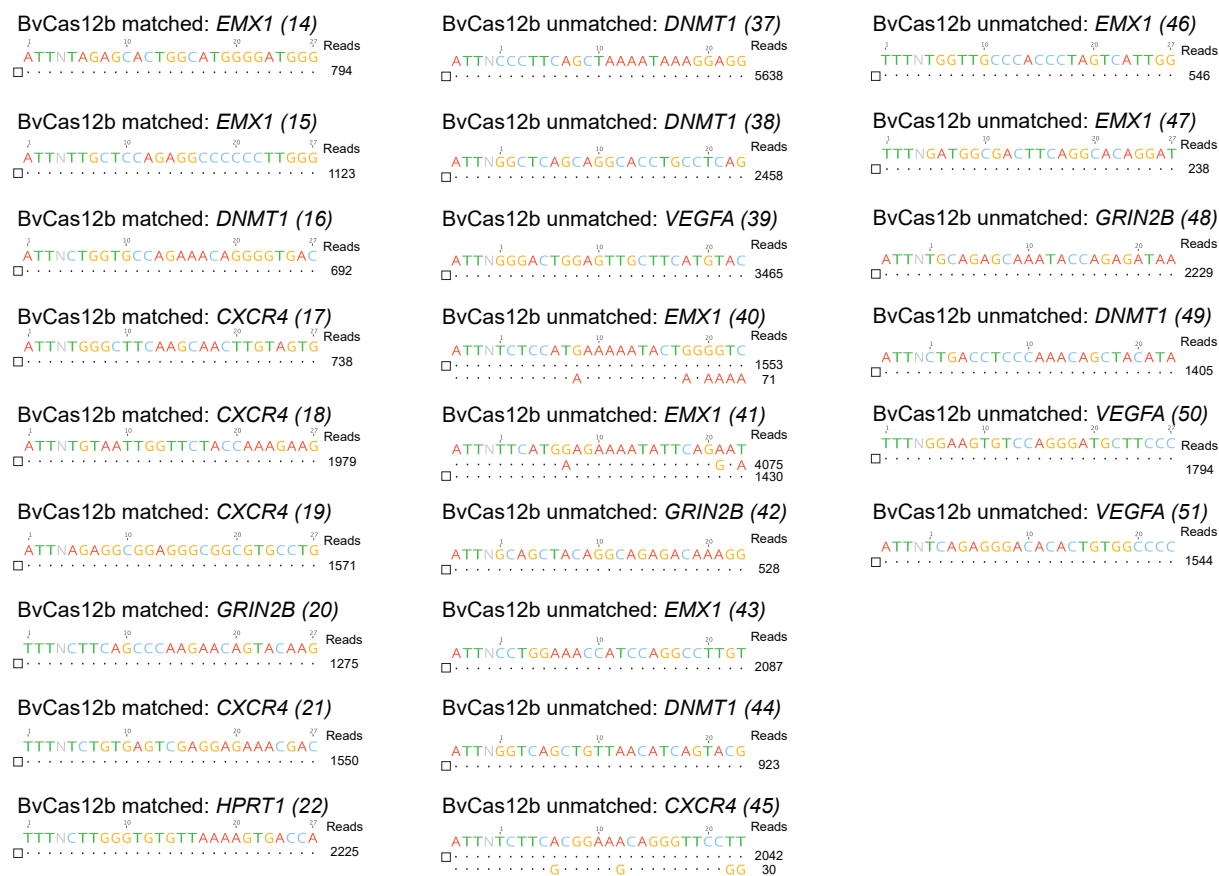 BvCas12b matched: EMX1 (14)
1 10 20 27 Reads
ATTNTAGAGCACTGGCATGGGGATGGG
794
BvCas12b matched: EMX1 (15)
1 10 20 27 Reads
ATTNTTGCTCCAGAGGCCCCCCTTGGG
1123
BvCas12b matched: DNMT1 (16)
1 10 20 27 Reads
ATTNCTGGTGCCAGAAACAGGGGTGAC
692
BvCas12b matched: CXCR4 (17)
1 10 20 27 Reads
ATTNTGGGCTTCAAGCAACTTGTAGTG
738
BvCas12b matched: CXCR4 (18)
1 10 20 27 Reads
ATTNTGTAATTGGTTCTACCAAAGAAG
1979
BvCas12b matched: CXCR4 (19)
1 10 20 27 Reads
ATTNAGAGGCGGAGGGCGGCGTGCCTG
1571
BvCas12b matched: GRIN2B (20)
1 10 20 27 Reads
TTTNCTTCAGCCCAAGAACAGTACAAG
1275
BvCas12b matched: CXCR4 (21)
1 10 20 27 Reads
TTTNTCTGTGAGTCGAGGAGAAACGAC
1550
BvCas12b matched: HPRT1 (22)
1 10 20 27 Reads
TTTNCTTGGGTGTGTTAAAAGTGACCA
2225
BvCas12b unmatched: DNMT1 (37)
1 10 20 Reads
ATTNCCCTTCAGCTAAAATAAAGGAGG
5638
BvCas12b unmatched: DNMT1 (38)
1 10 20 Reads
ATTNGGCTCAGCAGGCACCTGCCTCAG
2458
BvCas12b unmatched: VEGFA (39)
1 10 20 Reads
ATTNGGGACTGGAGTTGCTTCATGTAC
3465
BvCas12b unmatched: EMX1 (40)
1 10 20 Reads
ATTNTCTCCATGAAAAATACTGGGGTC
1553
A A AAAA 71
BvCas12b unmatched: EMX1 (41)
1 10 20 Reads
ATTNTTCATGGAGAAAATATTCAGAAT
A G A 4075
1430
BvCas12b unmatched: GRIN2B (42)
1 10 20 Reads
ATTNGCAGCTACAGGCAGAGACAAAGG
528
BvCas12b unmatched: EMX1 (43)
1 10 20 Reads
ATTNCCTGGAAACCATCCAGGCCTTGT
2087
BvCas12b unmatched: DNMT1 (44)
1 10 20 Reads
ATTNGGTCAGCTGTTAACATCAGTACG
923
BvCas12b unmatched: CXCR4 (45)
1 10 20 Reads
ATTNTCTTCACGGAAACAGGGTTCCTT
2042
G G GG 30
BvCas12b unmatched: EMX1 (46)
1 10 20 27 Reads
TTTNTGGTTGCCCACCCTAGTCATTGG
546
BvCas12b unmatched: EMX1 (47)
1 10 20 27 Reads
TTTNGATGGCGACTTCAGGCACAGGAT
238
BvCas12b unmatched: GRIN2B (48)
1 10 20 Reads
ATTNTGCAGAGCAAATACCAGAGATAA
2229
BvCas12b unmatched: DNMT1 (49)
1 10 20 Reads
ATTNCTGACCTCCCAAACAGCTACATA
1405
BvCas12b unmatched: VEGFA (50)
1 10 20 27
TTTNGGAAGTGTCCAGGGATGCTTCCC Reads
1794
BvCas12b unmatched: VEGFA (51)
1 10 20 Reads
ATTNTCAGAGGGACACACTGTGGCCCC
1544